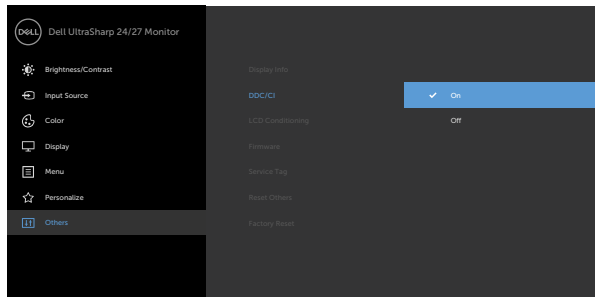 DELL Dell UltraSharp 24/27 Monitor
Brightness/Contrast
Input Source
Color
Display
Menu
Personalize
Others
Display Info
DDC/CI
LCD Conditioning
Firmware
Service Tag
Reset Others
Factory Reset
On
Off